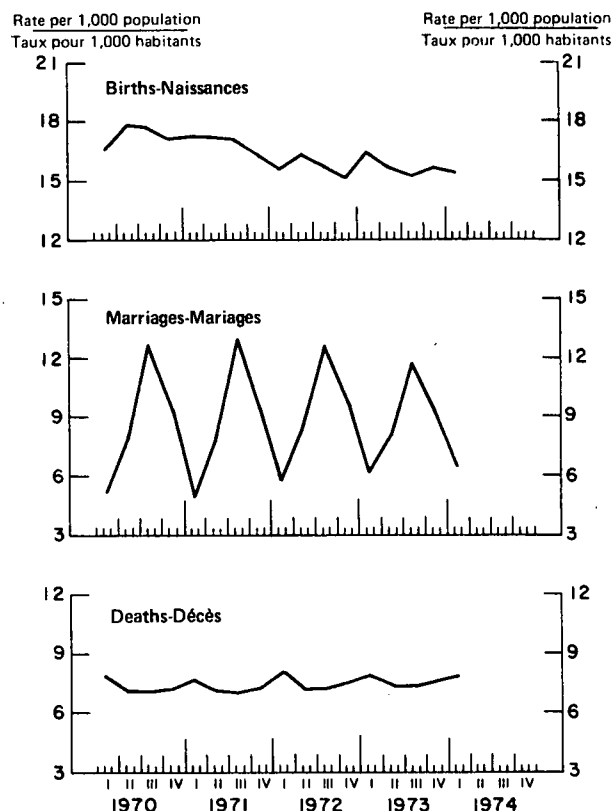 Rate per 1,000 population
Taux pour 1,000 habitants
Rate per 1,000 population
Taux pour 1,000 habitants
21 21
Births-Naissances
18 18
15 15
12 12
15 15
Marriages-Mariages
12 12
9 9
6 6
3 3
12 12
Deaths-Décès
9 9
6 6
3 3
I II III IV I II III IV I II III IV I II III IV I II III IV
1970 1971 1972 1973 1974